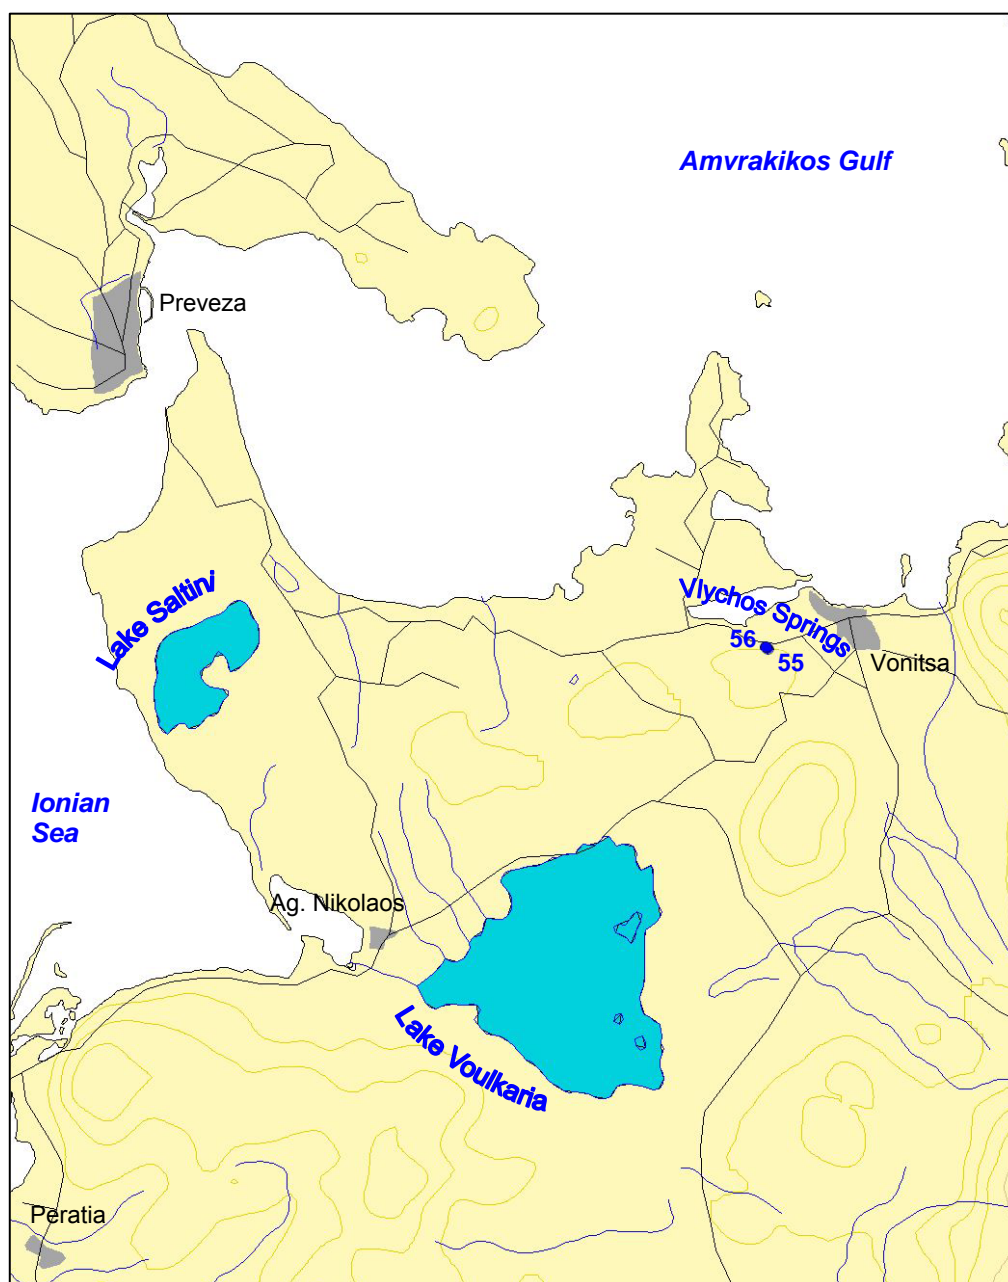 Amvrakikos Gulf
Preveza
Lake Saltini
Vlychos Springs
56
55
Vonitsa
Ionian
Sea
Ag. Nikolaos
Lake Voulkaria
Peratia